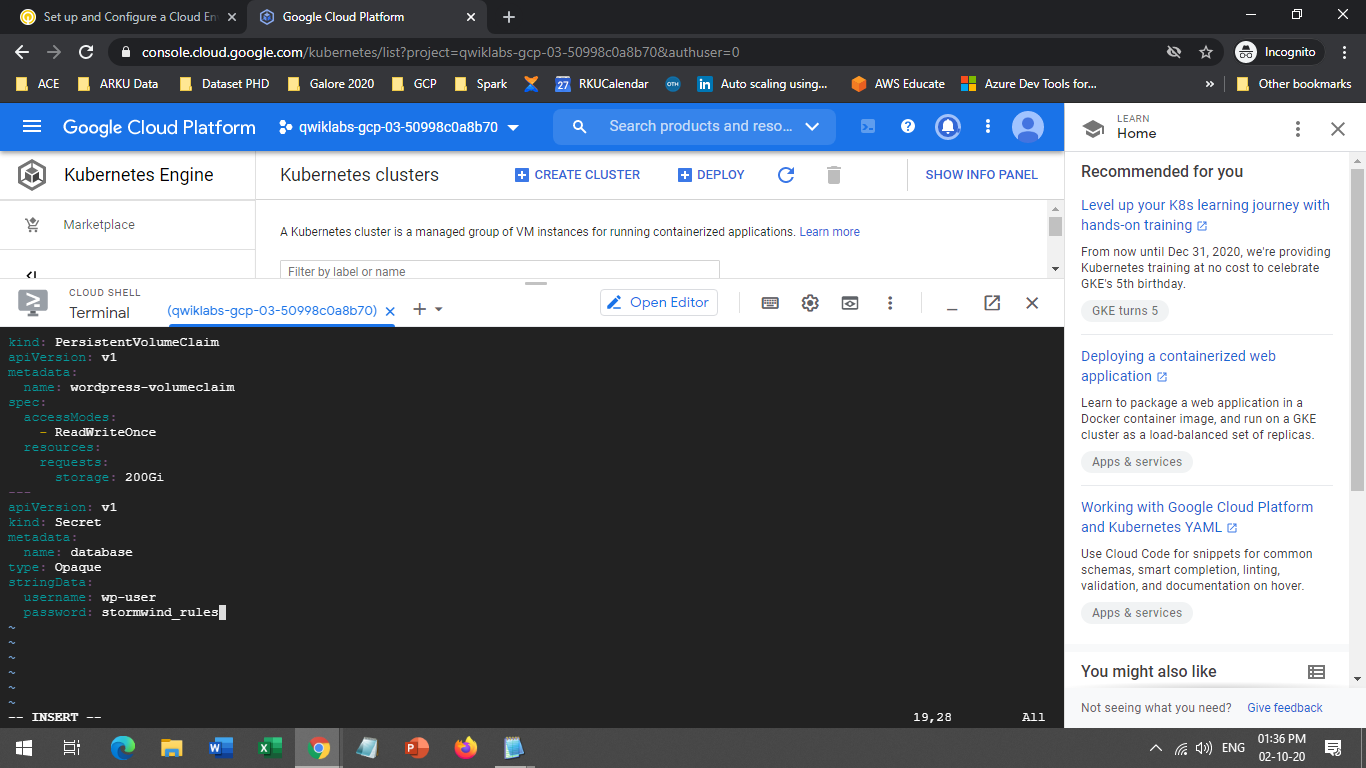 Set up and Configure a Cloud En
Google Cloud Platform
console.cloud.google.com/kubernetes/list?project=qwiklabs-gcp-03-50998c0a8b70&authuser=0
Incognito
ACE
ARKU Data
Dataset PHD
Galore 2020
GCP
Spark
27
RKUCalendar
OTH
in
Auto scaling using...
AWS Educate
Azure Dev Tools for...
»
Other bookmarks
Google Cloud Platform
qwiklabs-gcp-03-50998c0a8b70
Search products and reso...
LEARN
Home
Kubernetes Engine
Kubernetes clusters
CREATE CLUSTER
DEPLOY
SHOW INFO PANEL
Marketplace
A Kubernetes cluster is a managed group of VM instances for running containerized applications. Learn more
Filter by label or name
CLOUD SHELL
Terminal
(qwiklabs-gcp-03-50998c0a8b70)
Open Editor
kind: PersistentVolumeClaim
apiVersion: v1
metadata:
  name: wordpress-volumeclaim
spec:
  accessModes:
    - ReadWriteOnce
  resources:
    requests:
      storage: 200Gi
---
apiVersion: v1
kind: Secret
metadata:
  name: database
type: Opaque
stringData:
  username: wp-user
  password: stormwind_rules
~
~
~
~
~
~
-- INSERT --
19,28
All
Recommended for you
Level up your K8s learning journey with
hands-on training
From now until Dec 31, 2020, we're providing
Kubernetes training at no cost to celebrate
GKE's 5th birthday.
GKE turns 5
Deploying a containerized web
application
Learn to package a web application in a
Docker container image, and run on a GKE
cluster as a load-balanced set of replicas.
Apps & services
Working with Google Cloud Platform
and Kubernetes YAML
Use Cloud Code for snippets for common
schemas, smart completion, linting,
validation, and documentation on hover.
Apps & services
You might also like
Not seeing what you need?
Give feedback
ENG
01:36 PM
02-10-20